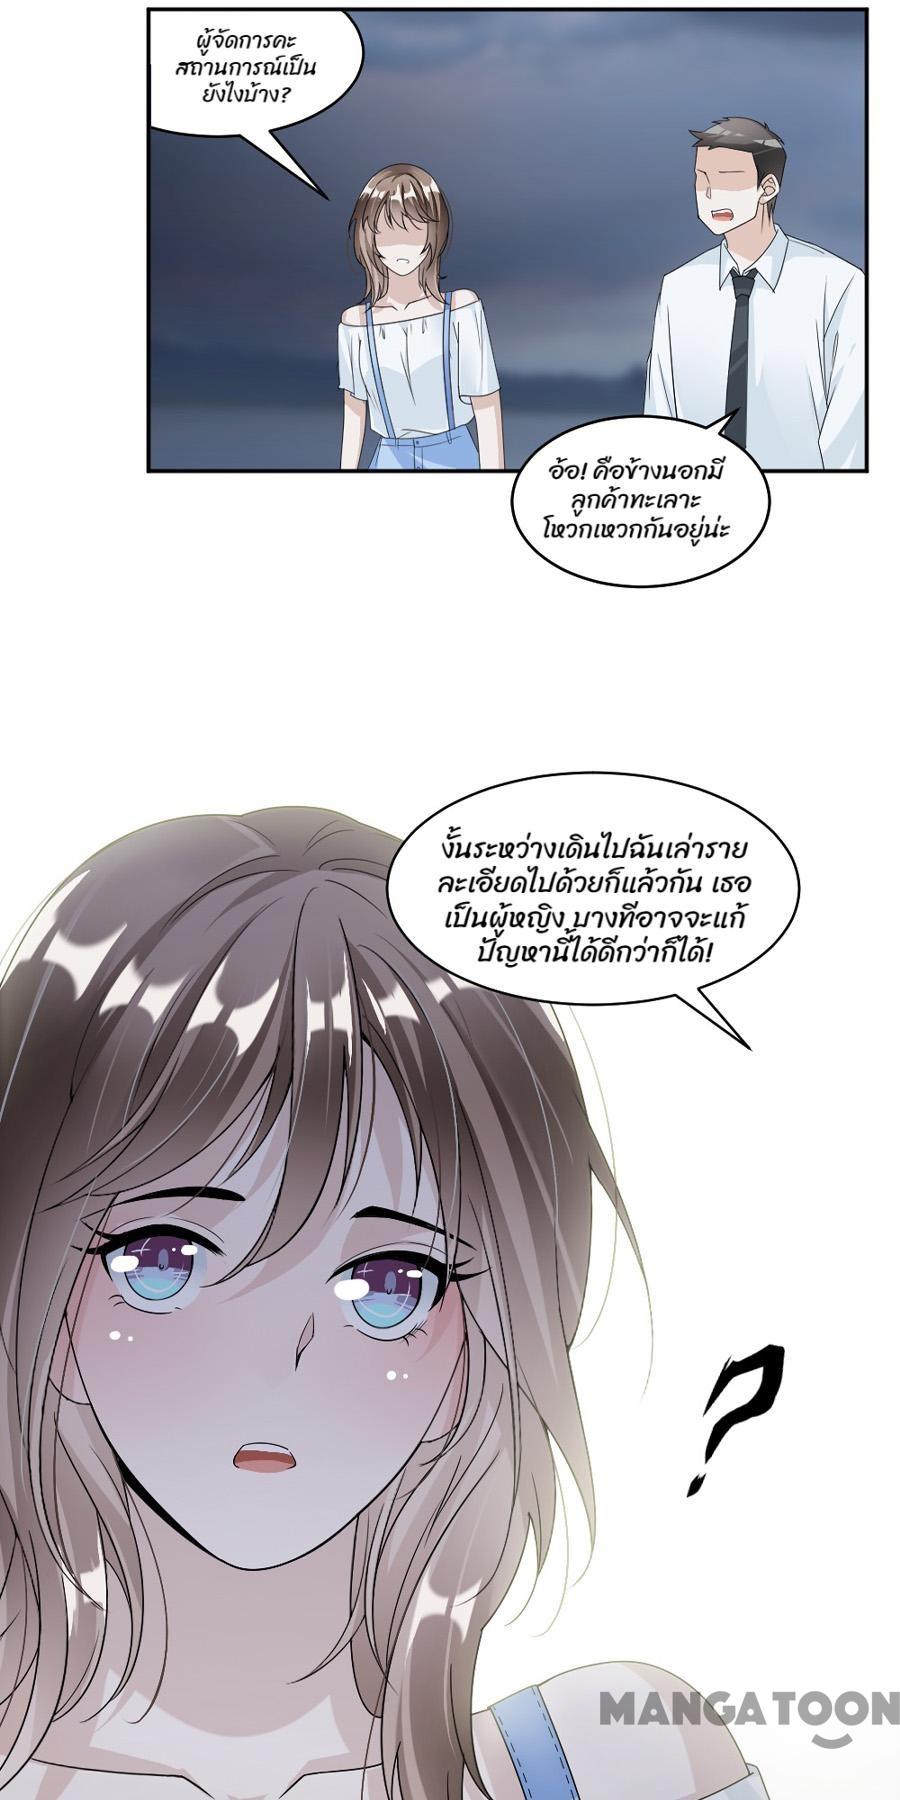 ผู้จัดการคะ
สถานการณ์เป็น
ยังไงบ้าง?
อ้อ! คือข้างนอกมี
ลูกค้าทะเลาะ
โหวกเหวกกันอยู่น่ะ
งั้นระหว่างเดินไปฉันเล่าราย
ละเอียดไปด้วยก็แล้วกัน เธอ
เป็นผู้หญิง บางทีอาจจะแก้
ปัญหานี้ได้ดีกว่าก็ได้!
?
MANGATOON